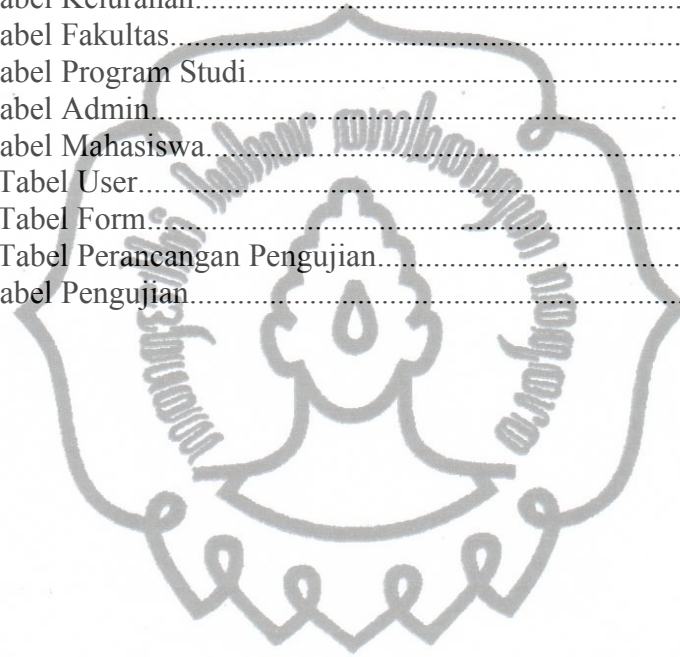 abel Kelurahan................................................................
abel Fakultas..................................................................
abel Program Studi........................................................
abel Admin.....................................................................
abel Mahasiswa..............................................................
Tabel User.......................................................................
Tabel Form......................................................................
Tabel Perancangan Pengujian........................................
abel Pengujian................................................................